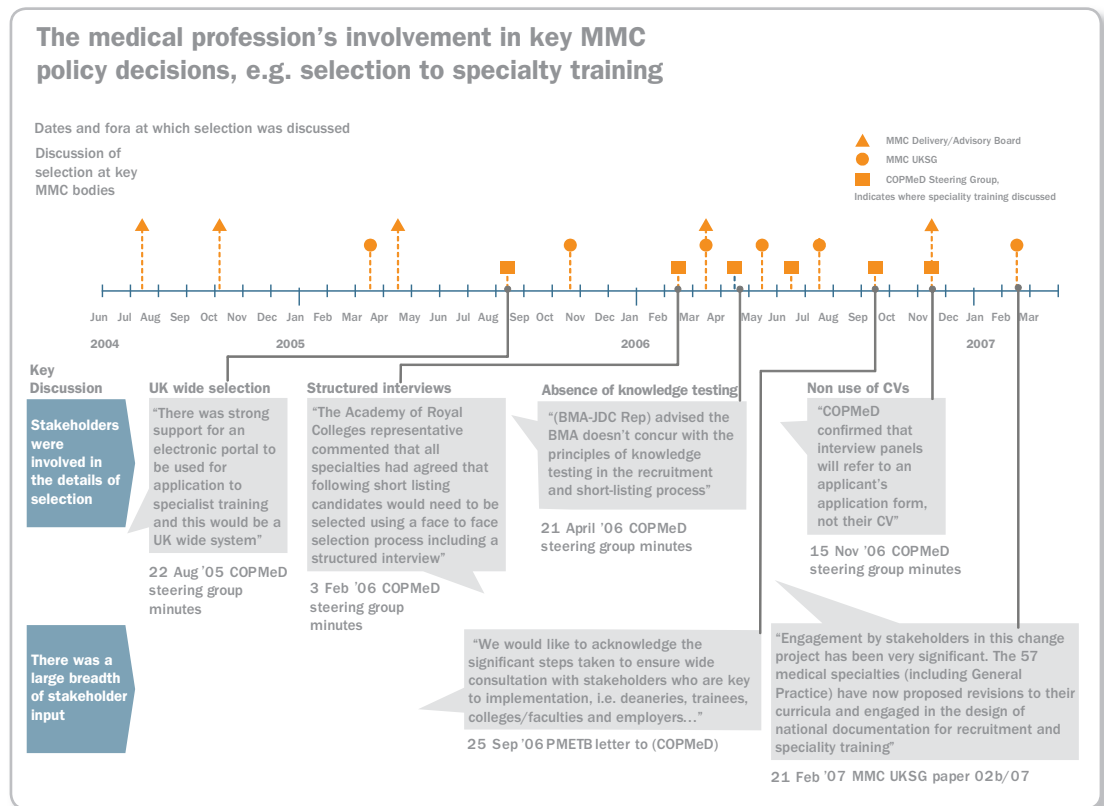 The medical profession's involvement in key MMC
policy decisions, e.g. selection to specialty training
Dates and fora at which selection was discussed
Discussion of
selection at key
MMC bodies
MMC Delivery/Advisory Board
MMC UKSG
COPMeD Steering Group,
Indicates where speciality training discussed
Jun Jul Aug Sep Oct Nov Dec Jan Feb Mar Apr May Jun Jul Aug Sep Oct Nov Dec Jan Feb Mar Apr May Jun Jul Aug Sep Oct Nov Dec Jan Feb Mar
2004 2005 2006 2007
Key
Discussion
Stakeholders
were
involved in
the details of
selection
UK wide selection
“There was strong
support for an
electronic portal to
be used for
application to
specialist training
and this would be a
UK wide system”
22 Aug ’05 COPMeD
steering group
minutes
Structured interviews
“The Academy of Royal
Colleges representative
commented that all
specialties had agreed that
following short listing
candidates would need to be
selected using a face to face
selection process including a
structured interview”
3 Feb ’06 COPMeD
steering group
minutes
Absence of knowledge testing
“(BMA-JDC Rep) advised the
BMA doesn’t concur with the
principles of knowledge
testing in the recruitment
and short-listing process”
21 April ’06 COPMeD
steering group minutes
Non use of CVs
“COPMeD
confirmed that
interview panels
will refer to an
applicant’s
application form,
not their CV”
15 Nov ’06 COPMeD
steering group minutes
There was a
large breadth
of stakeholder
input
“We would like to acknowledge the
significant steps taken to ensure wide
consultation with stakeholders who are key
to implementation, i.e. deaneries, trainees,
colleges/faculties and employers...”
25 Sep ’06 PMETB letter to (COPMeD)
“Engagement by stakeholders in this change
project has been very significant. The 57
medical specialties (including General
Practice) have now proposed revisions to their
curricula and engaged in the design of
national documentation for recruitment and
speciality training”
21 Feb ’07 MMC UKSG paper 02b/07